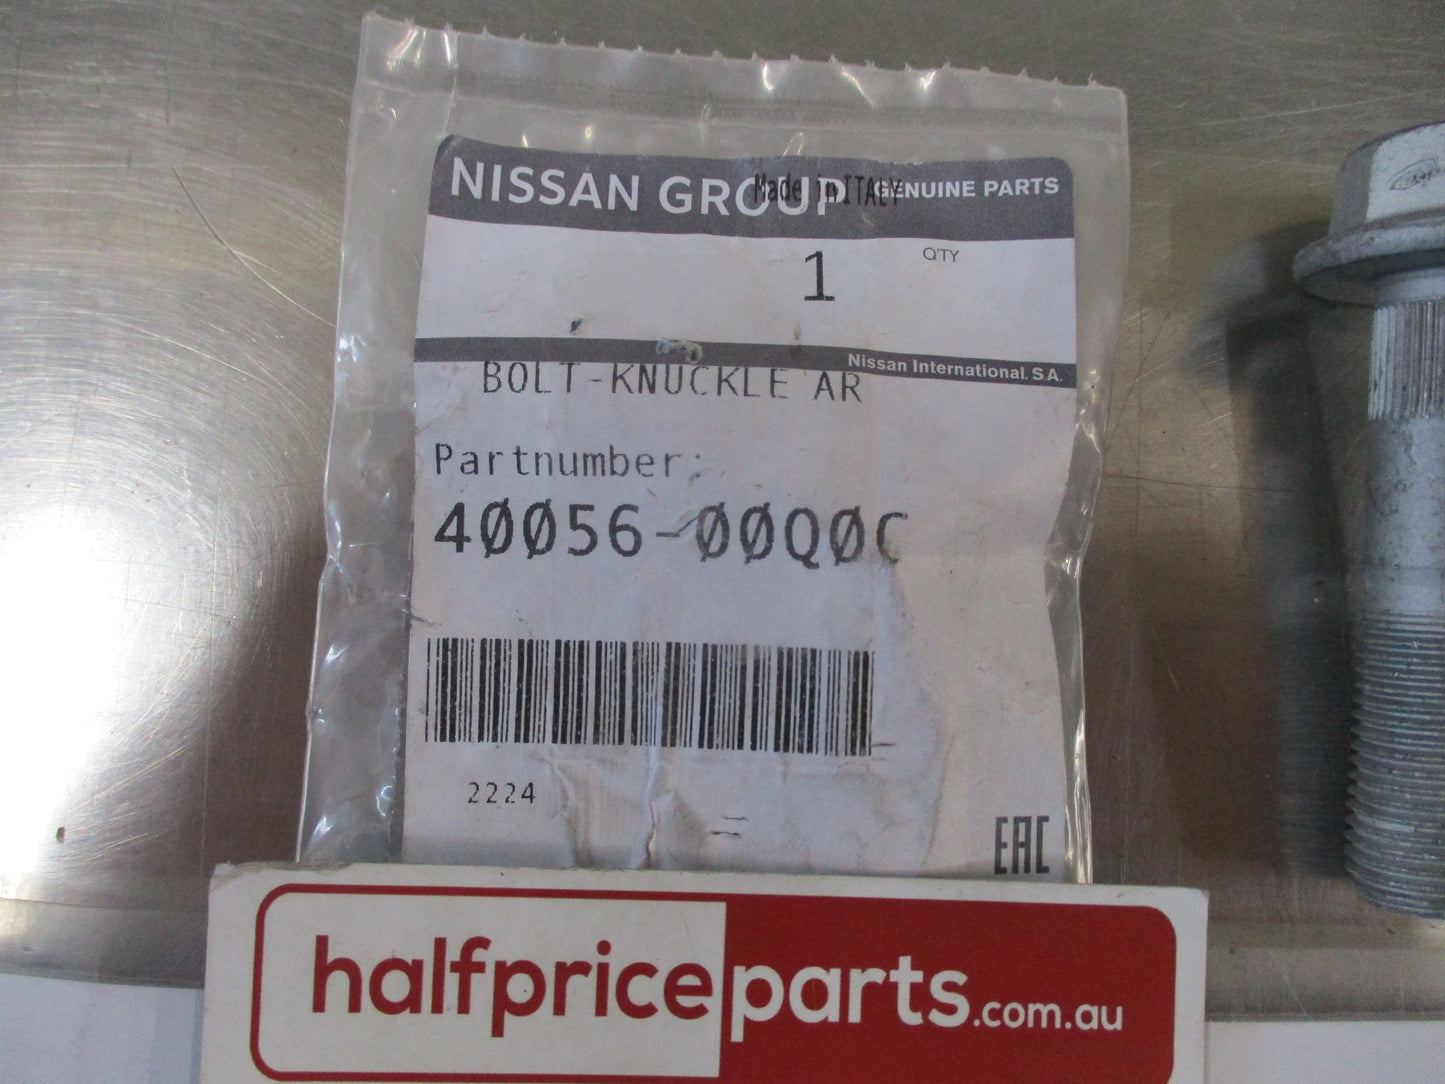 NISSAN GROUP
Made in ITALY
GENUINE PARTS
Q'TY
1
Nissan International. S.A.
BOLT-KNUCKLE AR
Partnumber:
40056-00Q0C
2224
EAC
halfpriceparts.com.au